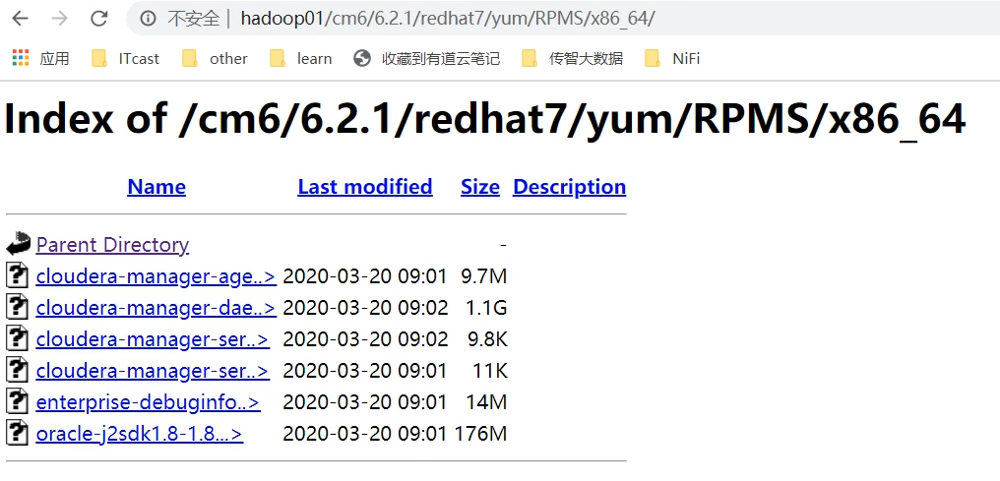 不安全 | hadoop01/cm6/6.2.1/redhat7/yum/RPMS/x86_64/
应用 ITcast other learn 收藏到有道云笔记 传智大数据 NiFi
Index of /cm6/6.2.1/redhat7/yum/RPMS/x86_64
Name Last modified Size Description
Parent Directory -
cloudera-manager-age..> 2020-03-20 09:01 9.7M
cloudera-manager-dae..> 2020-03-20 09:02 1.1G
cloudera-manager-ser..> 2020-03-20 09:02 9.8K
cloudera-manager-ser..> 2020-03-20 09:01 11K
enterprise-debuginfo..> 2020-03-20 09:01 14M
oracle-j2sdk1.8-1.8...> 2020-03-20 09:01 176M